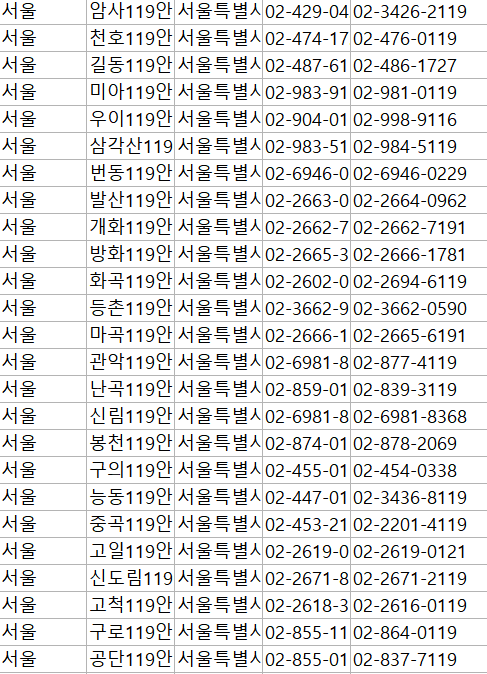 서울 암사119안 서울특별시 02-429-04 02-3426-2119
서울 천호119안 서울특별시 02-474-17 02-476-0119
서울 길동119안 서울특별시 02-487-61 02-486-1727
서울 미아119안 서울특별시 02-983-91 02-981-0119
서울 우이119안 서울특별시 02-904-01 02-998-9116
서울 삼각산119 서울특별시 02-983-51 02-984-5119
서울 번동119안 서울특별시 02-6946-0 02-6946-0229
서울 발산119안 서울특별시 02-2663-0 02-2664-0962
서울 개화119안 서울특별시 02-2662-7 02-2662-7191
서울 방화119안 서울특별시 02-2665-3 02-2666-1781
서울 화곡119안 서울특별시 02-2602-0 02-2694-6119
서울 등촌119안 서울특별시 02-3662-9 02-3662-0590
서울 마곡119안 서울특별시 02-2666-1 02-2665-6191
서울 관악119안 서울특별시 02-6981-8 02-877-4119
서울 난곡119안 서울특별시 02-859-01 02-839-3119
서울 신림119안 서울특별시 02-6981-8 02-6981-8368
서울 봉천119안 서울특별시 02-874-01 02-878-2069
서울 구의119안 서울특별시 02-455-01 02-454-0338
서울 능동119안 서울특별시 02-447-01 02-3436-8119
서울 중곡119안 서울특별시 02-453-21 02-2201-4119
서울 고일119안 서울특별시 02-2619-0 02-2619-0121
서울 신도림119 서울특별시 02-2671-8 02-2671-2119
서울 고척119안 서울특별시 02-2618-3 02-2616-0119
서울 구로119안 서울특별시 02-855-11 02-864-0119
서울 공단119안 서울특별시 02-855-01 02-837-7119